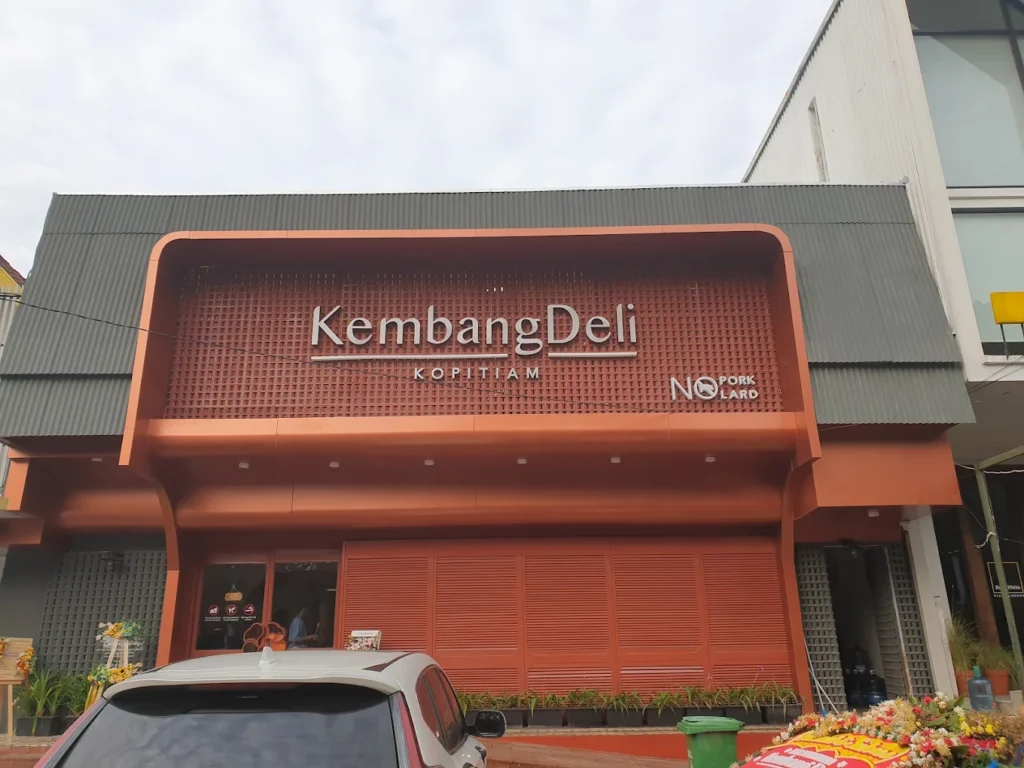 KembangDeli
KOPITIAM
NO PORK
LARD